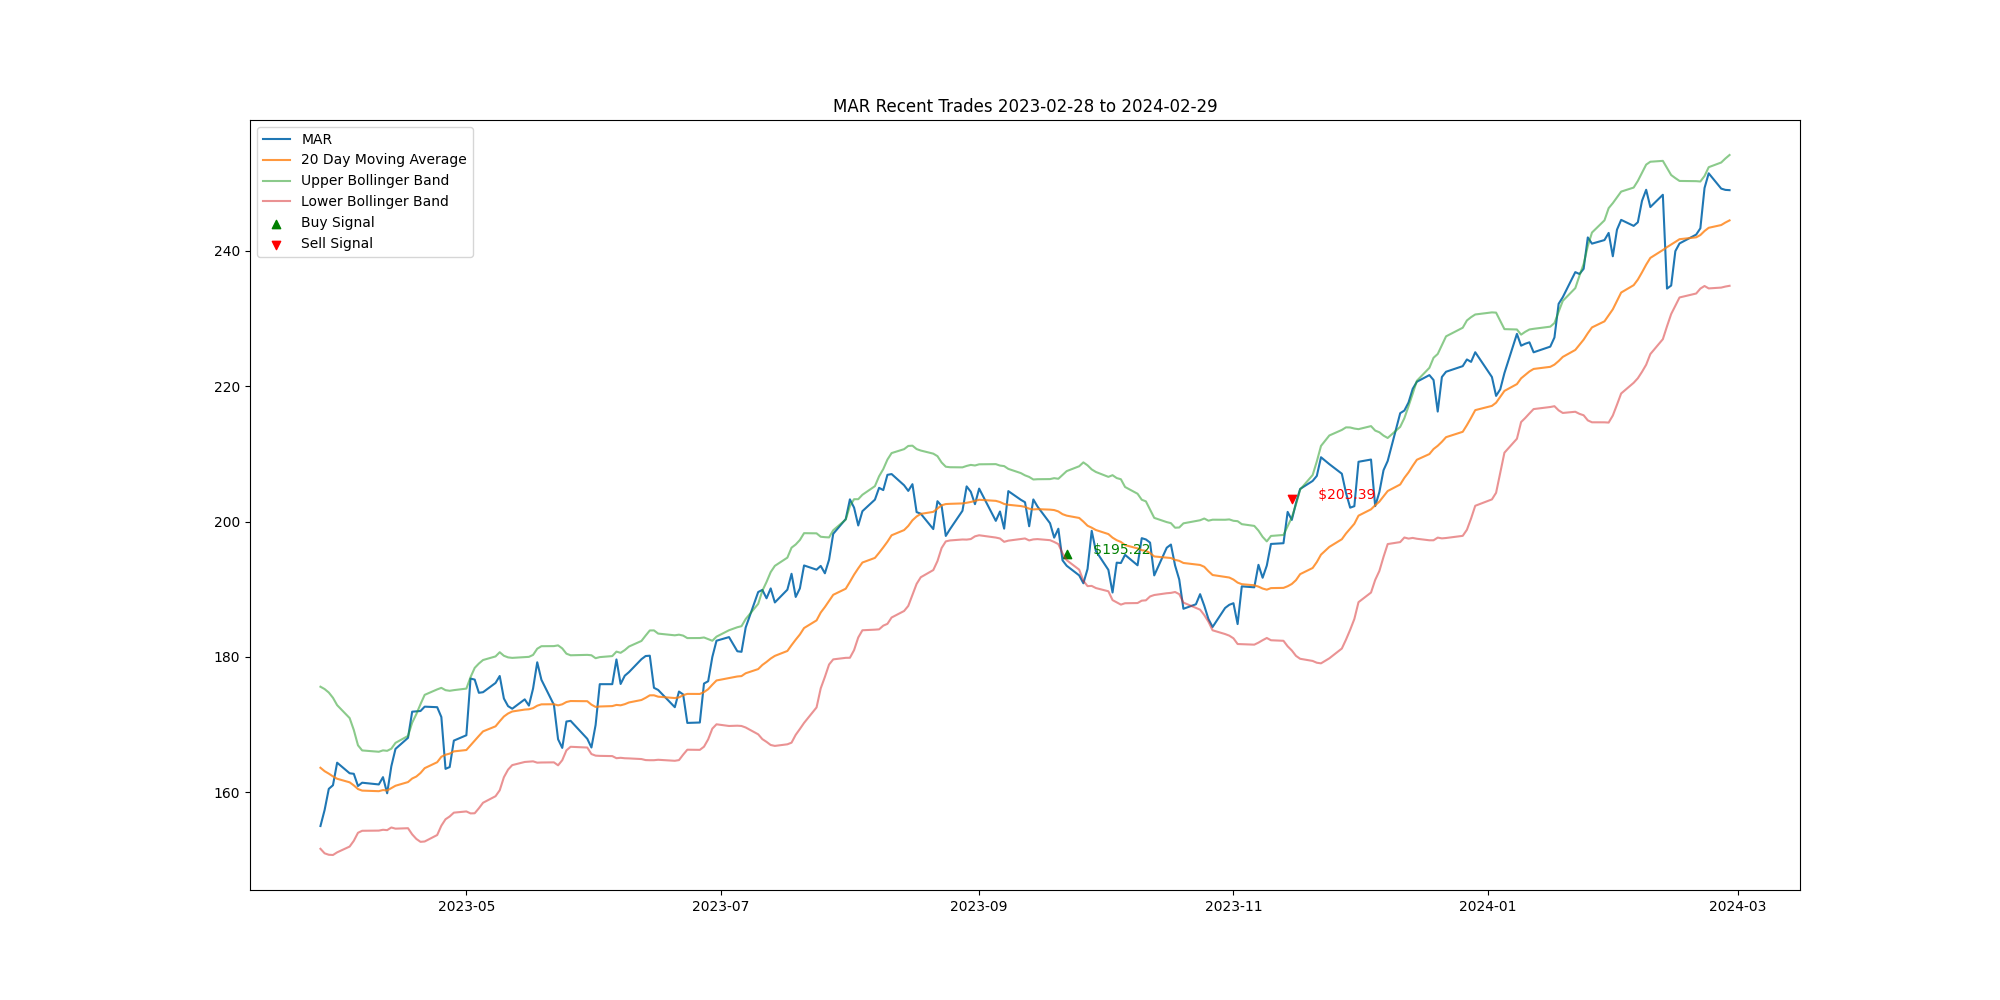 MAR Recent Trades 2023-02-28 to 2024-02-29
MAR
20 Day Moving Average
Upper Bollinger Band
Lower Bollinger Band
Buy Signal
Sell Signal
240
220
200
180
160
$203.39
$195.22
2023-05 2023-07 2023-09 2023-11 2024-01 2024-03